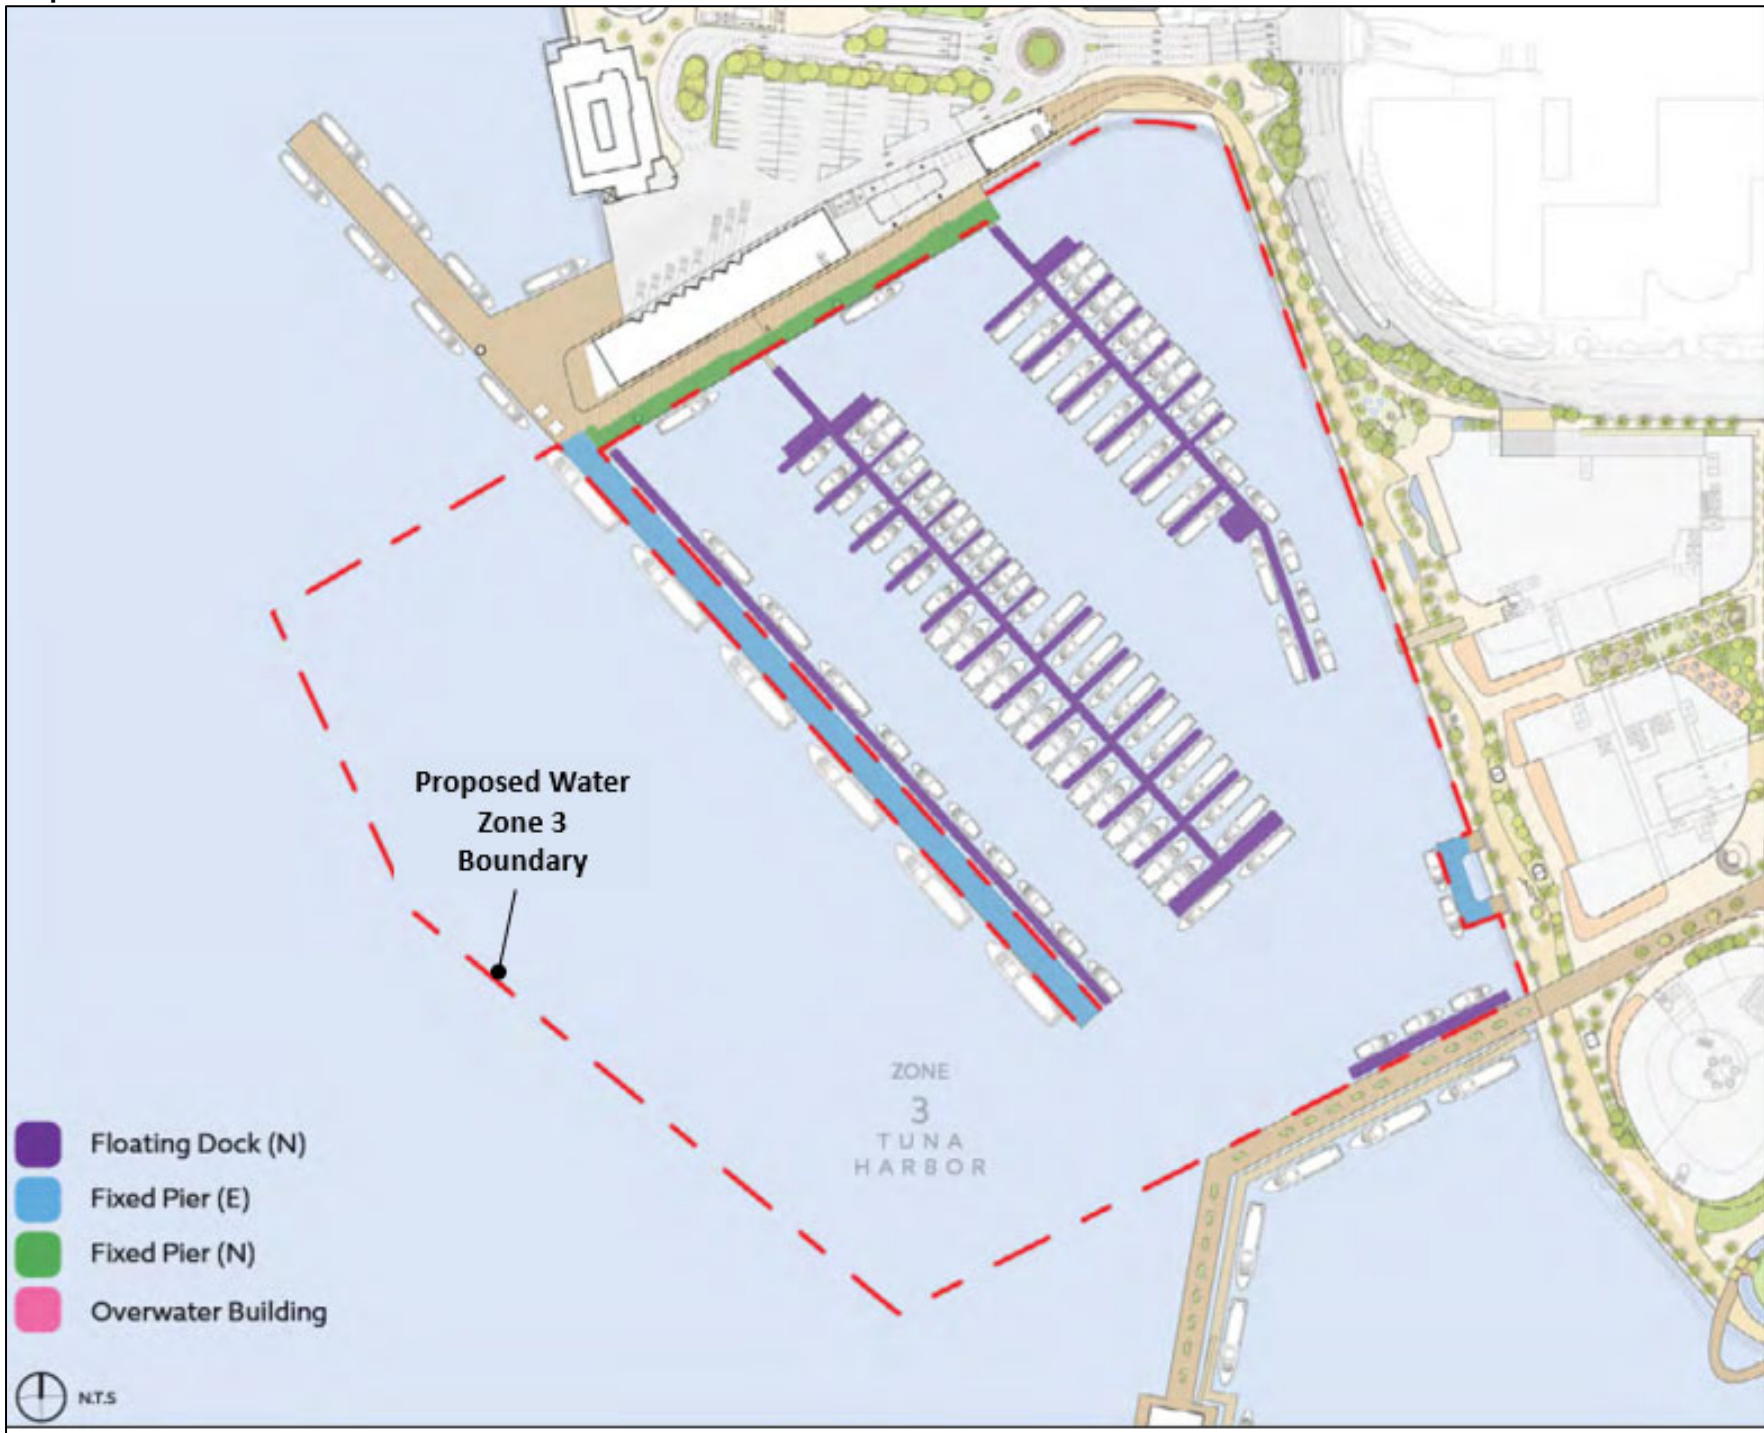 Proposed Water
Zone 3
Boundary
ZONE
3
TUNA
HARBOR
Floating Dock (N)
Fixed Pier (E)
Fixed Pier (N)
Overwater Building
N.T.S